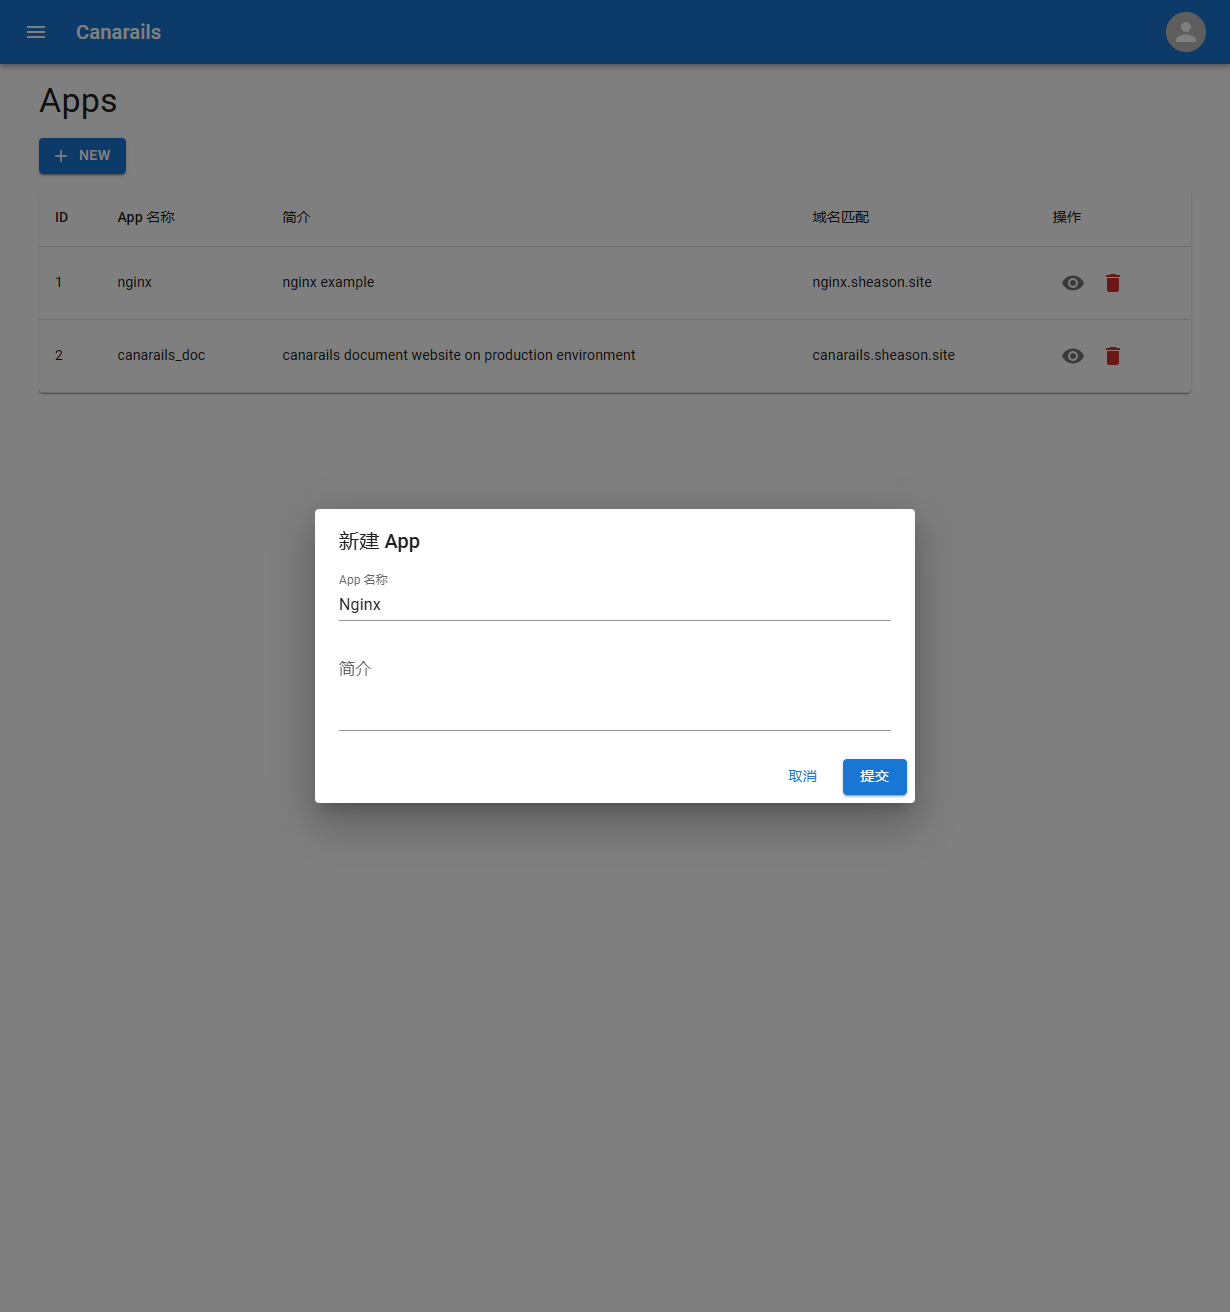 Canarails
Apps
NEW
ID App 名称 简介 域名匹配 操作
1 nginx nginx example nginx.sheason.site
2 canarails_doc canarails document website on production environment canarails.sheason.site
新建 App
App 名称
Nginx
简介
取消 提交